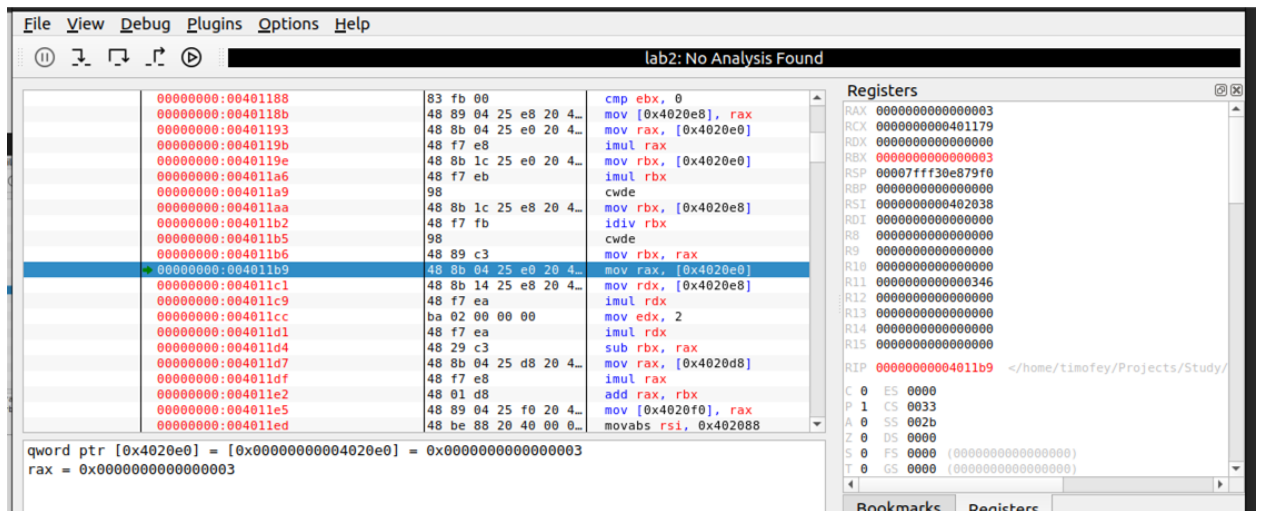 File View Debug Plugins Options Help
lab2: No Analysis Found
00000000:00401188 83 fb 00 cmp ebx, 0
00000000:0040118b 48 89 04 25 e8 20 4… mov [0x4020e8], rax
00000000:00401193 48 8b 04 25 e0 20 4… mov rax, [0x4020e0]
00000000:0040119b 48 f7 e8 imul rax
00000000:0040119e 48 8b 1c 25 e0 20 4… mov rbx, [0x4020e0]
00000000:004011a6 48 f7 eb imul rbx
00000000:004011a9 98 cwde
00000000:004011aa 48 8b 1c 25 e8 20 4… mov rbx, [0x4020e8]
00000000:004011b2 48 f7 fb idiv rbx
00000000:004011b5 98 cwde
00000000:004011b6 48 89 c3 mov rbx, rax
00000000:004011b9 48 8b 04 25 e0 20 4… mov rax, [0x4020e0]
00000000:004011c1 48 8b 14 25 e8 20 4… mov rdx, [0x4020e8]
00000000:004011c9 48 f7 ea imul rdx
00000000:004011cc ba 02 00 00 00 mov edx, 2
00000000:004011d1 48 f7 ea imul rdx
00000000:004011d4 48 29 c3 sub rbx, rax
00000000:004011d7 48 8b 04 25 d8 20 4… mov rax, [0x4020d8]
00000000:004011df 48 f7 e8 imul rax
00000000:004011e2 48 01 d8 add rax, rbx
00000000:004011e5 48 89 04 25 f0 20 4… mov [0x4020f0], rax
00000000:004011ed 48 be 88 20 40 00 0… movabs rsi, 0x402088
qword ptr [0x4020e0] = [0x00000000004020e0] = 0x0000000000000003
rax = 0x0000000000000003
Registers
RAX 0000000000000003
RCX 0000000000401179
RDX 0000000000000000
RBX 0000000000000003
RSP 00007fff30e879f0
RBP 0000000000000000
RSI 0000000000402038
RDI 0000000000000000
R8 0000000000000000
R9 0000000000000000
R10 0000000000000000
R11 0000000000000346
R12 0000000000000000
R13 0000000000000000
R14 0000000000000000
R15 0000000000000000
RIP 00000000004011b9 </home/timofey/Projects/Study/
C 0 ES 0000
P 1 CS 0033
A 0 SS 002b
Z 0 DS 0000
S 0 FS 0000 (0000000000000000)
T 0 GS 0000 (0000000000000000)
Bookmarks Registers